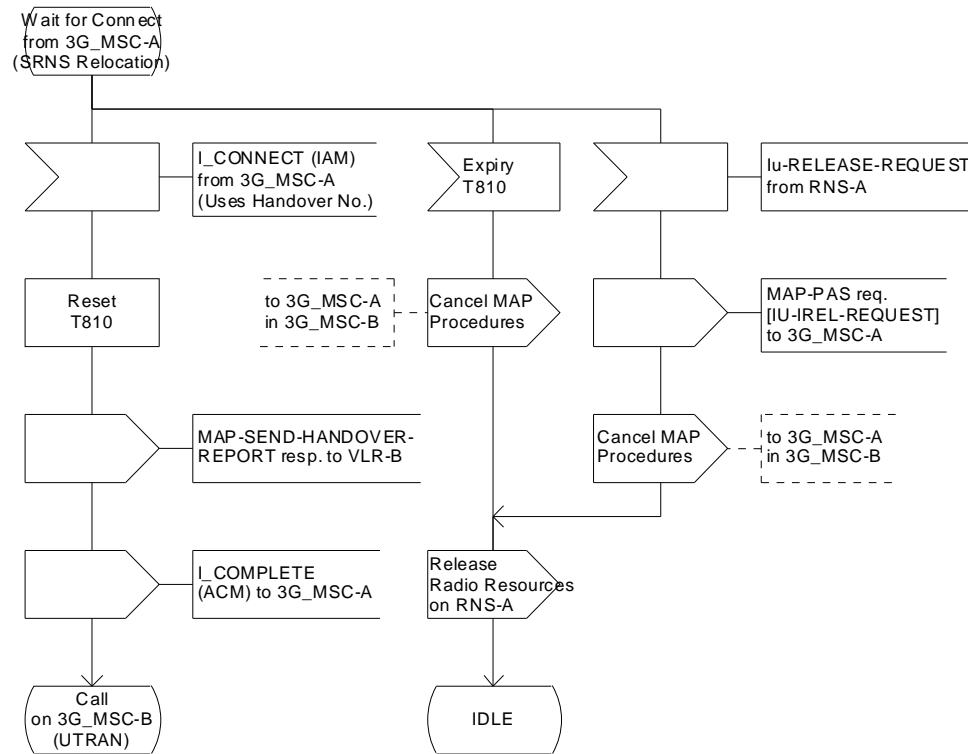 Wait for Connect
from 3G_MSC-A
(SRNS Relocation)
I_CONNECT (IAM)
from 3G_MSC-A
(Uses Handover No.)
Expiry
T810
Iu-RELEASE-REQUEST
from RNS-A
Reset
T810
to 3G_MSC-A
in 3G_MSC-B
Cancel MAP
Procedures
MAP-PAS req.
[IU-IREL-REQUEST]
to 3G_MSC-A
MAP-SEND-HANDOVER-
REPORT resp. to VLR-B
Cancel MAP
Procedures
to 3G_MSC-A
in 3G_MSC-B
I_COMPLETE
(ACM) to 3G_MSC-A
Release
Radio Resources
on RNS-A
Call
on 3G_MSC-B
(UTRAN)
IDLE